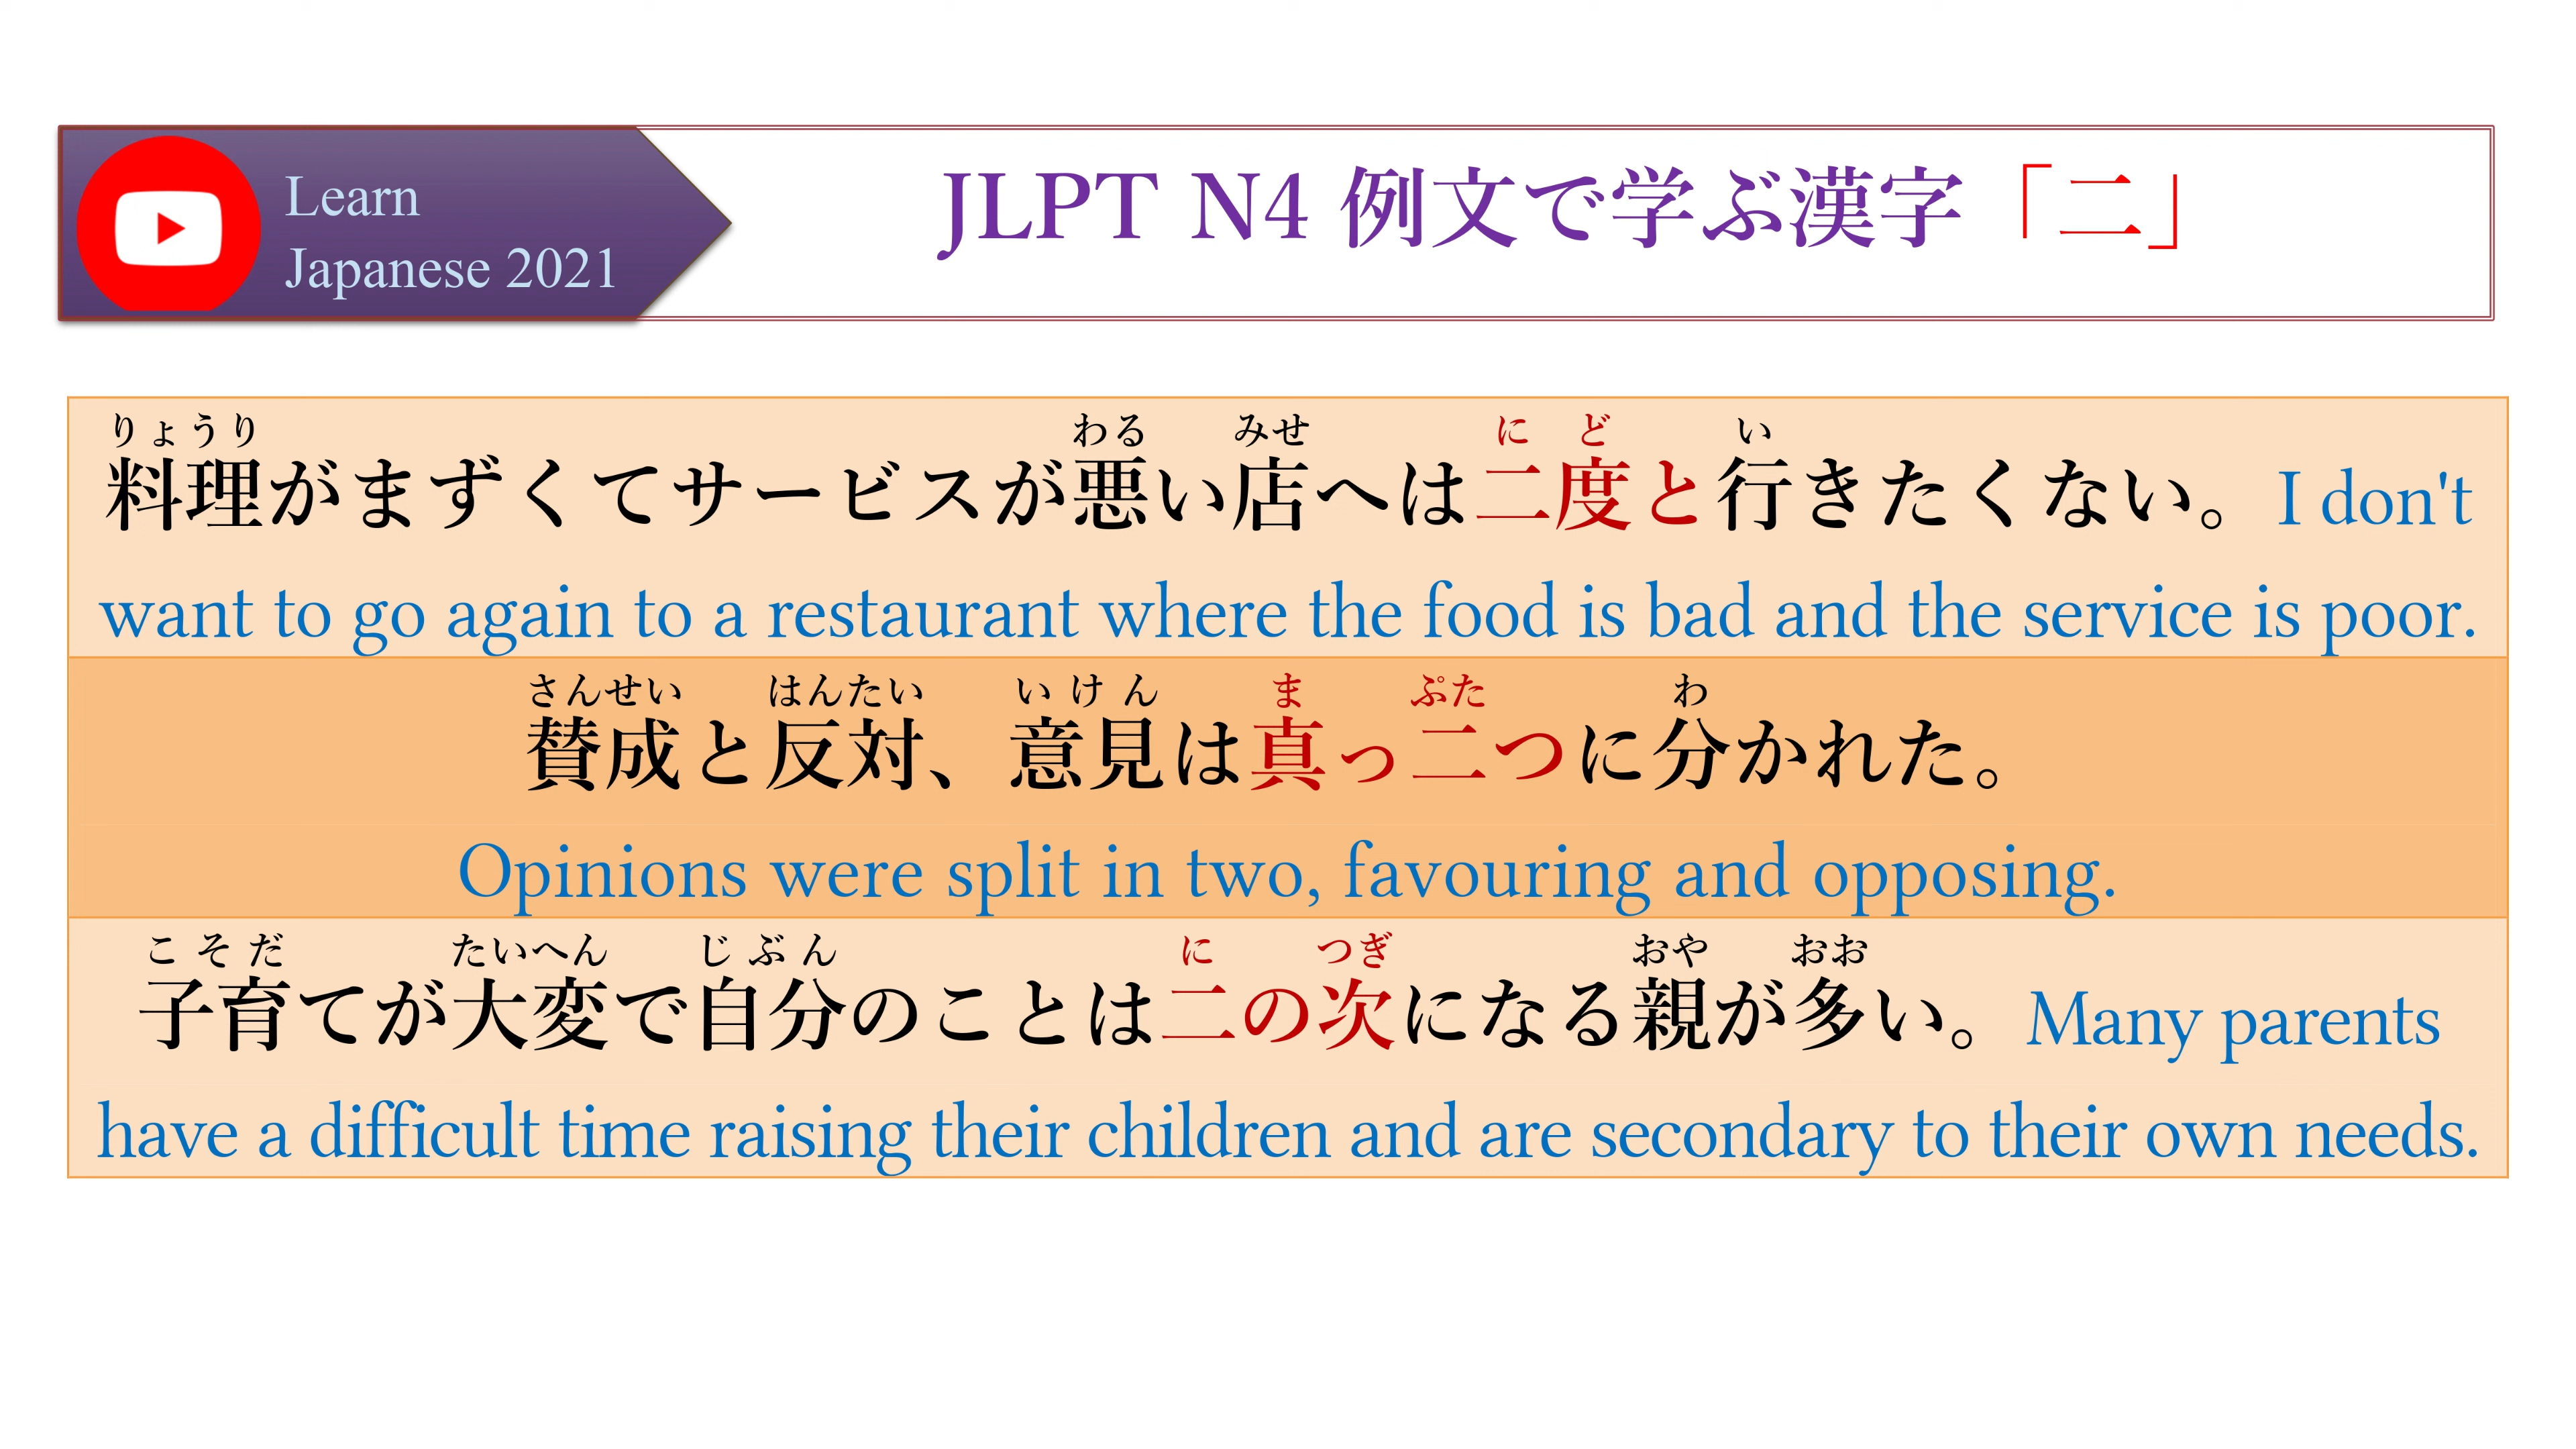 Learn
Japanese 2021
JLPT N4 例文で学ぶ漢字「二」
りょうり わる みせ に ど い
料理がまずくてサービスが悪い店へは二度と行きたくない。I don't
want to go again to a restaurant where the food is bad and the service is poor.
さんせい はんたい いけん ま ぷた わ
賛成と反対、意見は真っ二つに分かれた。
Opinions were split in two, favouring and opposing.
こそだ たいへん じぶん に つぎ おや おお
子育てが大変で自分のことは二の次になる親が多い。Many parents
have a difficult time raising their children and are secondary to their own needs.